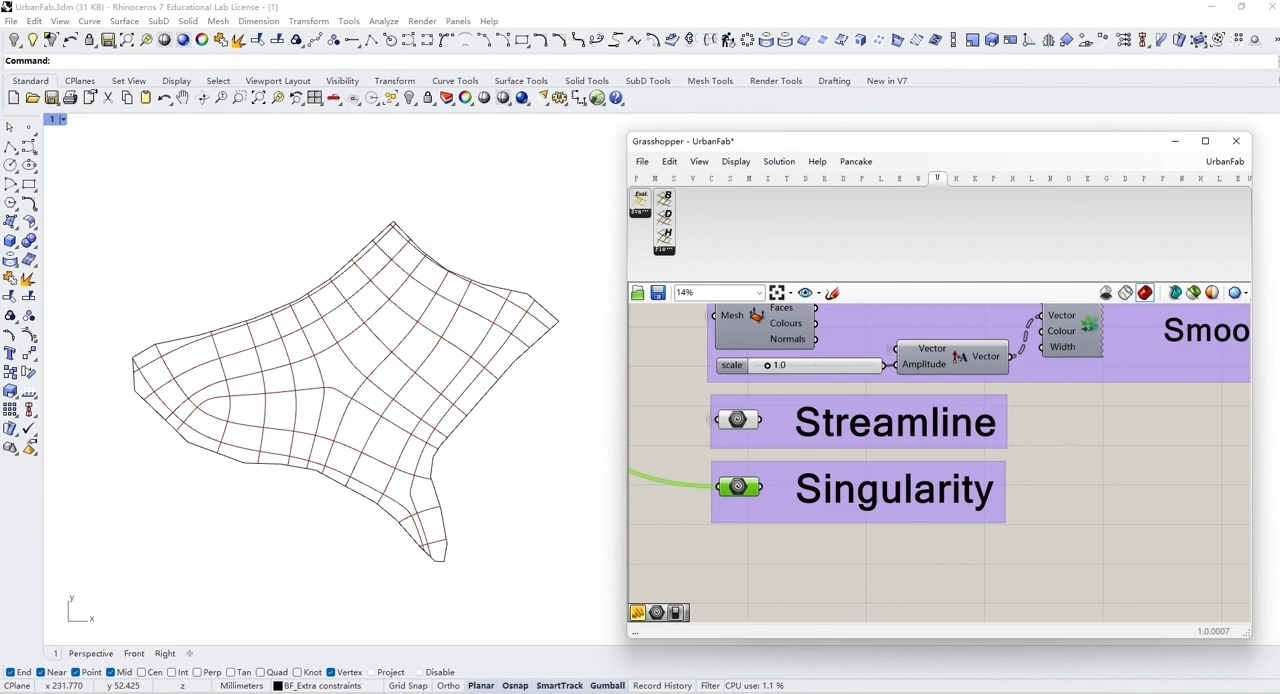 UrbanFab.3dm (31 KB) - Rhinoceros 7 Educational Lab License - [1]
File Edit View Curve Surface SubD Solid Mesh Dimension Transform Tools Analyze Render Panels Help
Command:
Standard CPlanes Set View Display Select Viewport Layout Visibility Transform Curve Tools Surface Tools Solid Tools SubD Tools Mesh Tools Render Tools Drafting New in V7
1
Grasshopper - UrbanFab*
File Edit View Display Solution Help Pancake UrbanFab
P M S V C D S M X T D R D P L E W U H K P M H L N O E G D P N H L E U
Eval.
B
D
H
14%
Mesh
Faces
Colours
Normals
scale 1.0
Vector
Amplitude
Vector
Vector
Colour
Width
Smoo
Streamline
Singularity
...
1.0.0007
y
x
1 Perspective Front Right
End Near Point Mid Cen Int Perp Tan Quad Knot Vertex Project Disable
CPlane x 231.770 y 52.425 z Millimeters BF_Extra constraints Grid Snap Ortho Planar Osnap SmartTrack Gumball Record History Filter CPU use: 1.1 %